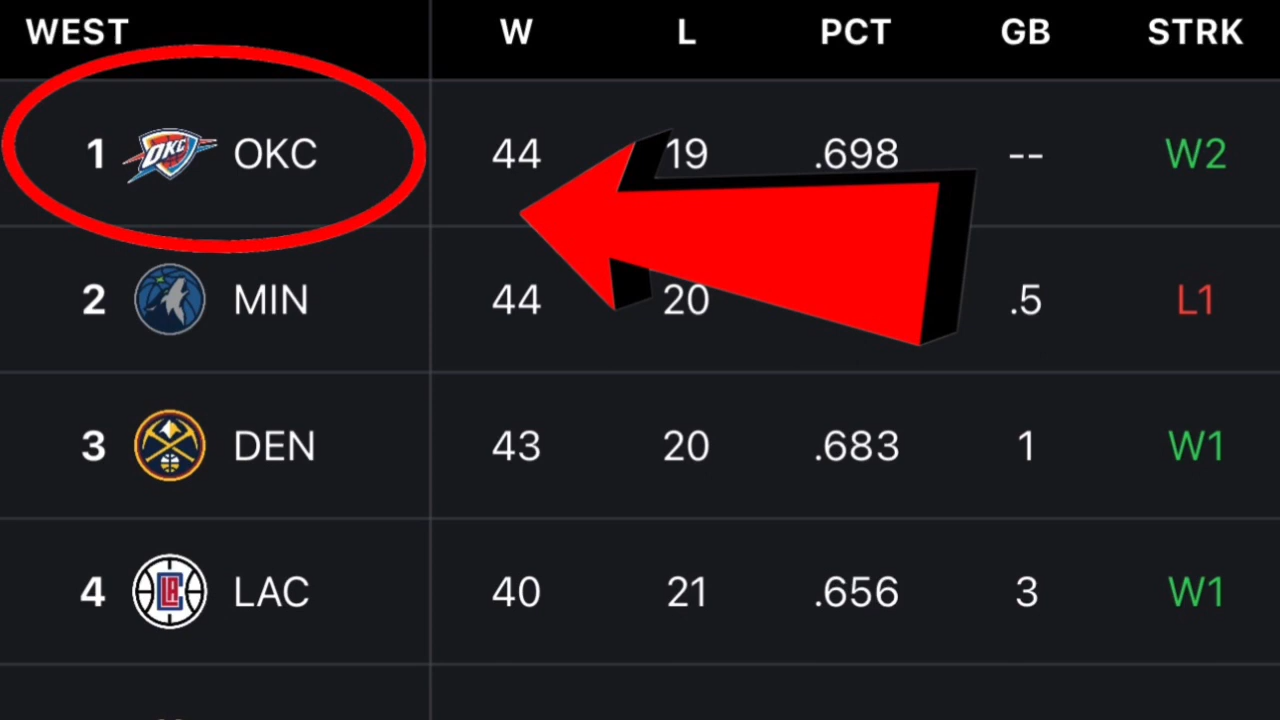 WEST W L PCT GB STRK
1 OKC OKC 44 19 .698 -- W2
2 MIN 44 20 .5 L1
3 DEN 43 20 .683 1 W1
4 LAC 40 21 .656 3 W1